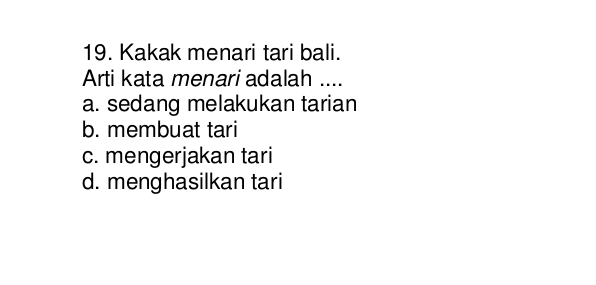 19. Kakak menari tari bali.
Arti kata menari adalah ....
a. sedang melakukan tarian
b. membuat tari
c. mengerjakan tari
d. menghasilkan tari